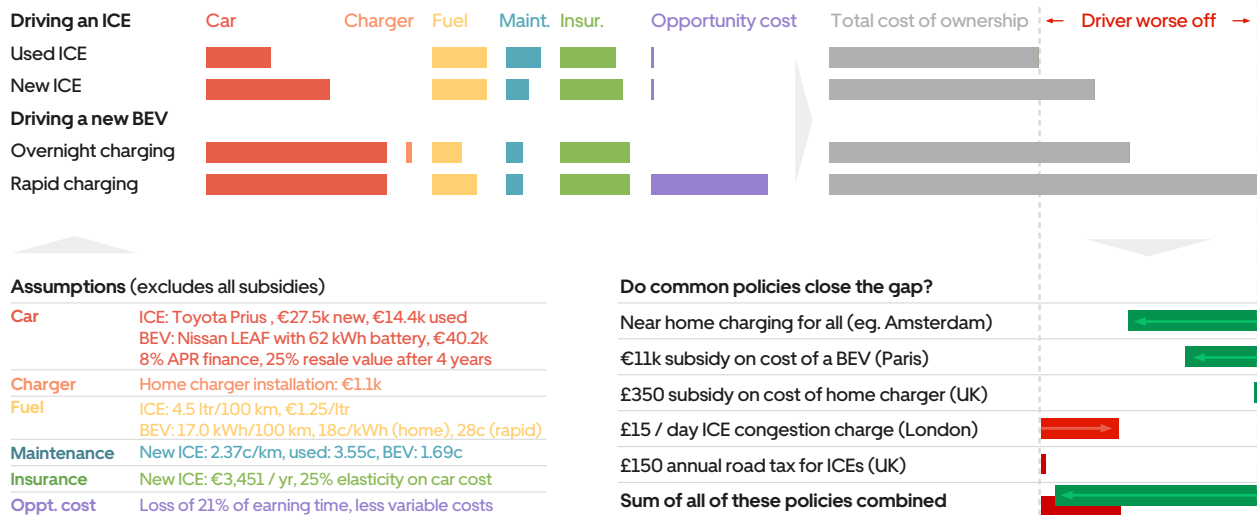 Driving an ICE Car Charger Fuel Maint. Insur. Opportunity cost Total cost of ownership Driver worse off
Used ICE
New ICE
Driving a new BEV
Overnight charging
Rapid charging
Assumptions (excludes all subsidies)
Car ICE: Toyota Prius , €27.5k new, €14.4k used
BEV: Nissan LEAF with 62 kWh battery, €40.2k
8% APR finance, 25% resale value after 4 years
Charger Home charger installation: €1.1k
Fuel ICE: 4.5 ltr/100 km, €1.25/ltr
BEV: 17.0 kWh/100 km, 18c/kWh (home), 28c (rapid)
Maintenance New ICE: 2.37c/km, used: 3.55c, BEV: 1.69c
Insurance New ICE: €3,451 / yr, 25% elasticity on car cost
Oppt. cost Loss of 21% of earning time, less variable costs
Do common policies close the gap?
Near home charging for all (eg. Amsterdam)
€11k subsidy on cost of a BEV (Paris)
£350 subsidy on cost of home charger (UK)
£15 / day ICE congestion charge (London)
£150 annual road tax for ICEs (UK)
Sum of all of these policies combined